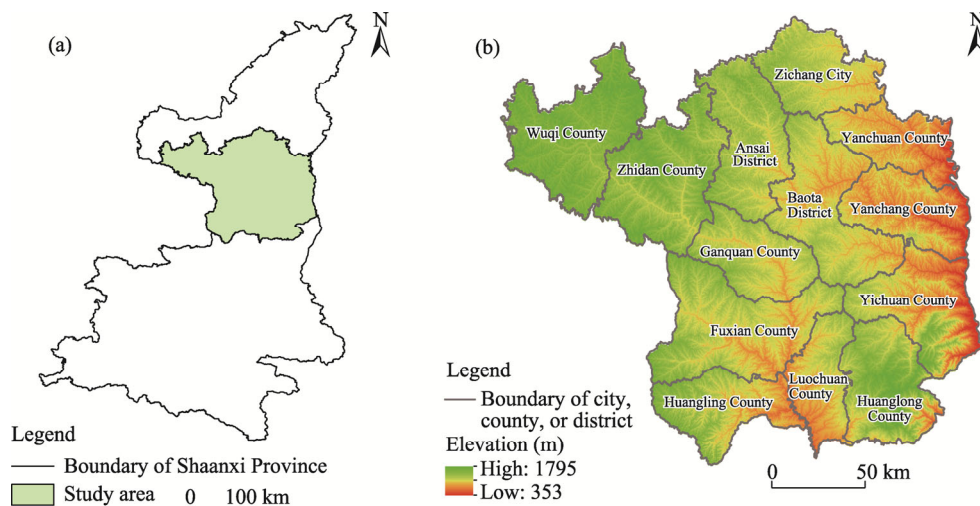 (a)
N
Legend
Boundary of Shaanxi Province
Study area
0 100 km
(b)
N
Zichang City
Wuqi County
Yanchuan County
Ansai
District
Zhidan County
Baota
District
Yanchang County
Ganquan County
Yichuan County
Fuxian County
Luochuan
County
Huangling County
Huanglong
County
Legend
Boundary of city,
county, or district
Elevation (m)
High: 1795
Low: 353
0 50 km